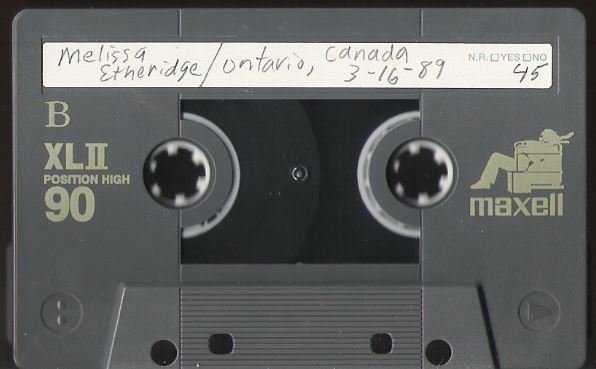 Melissa Etheridge / Ontario, Canada
3-16-89
N.R. □YES □NO
45
B
XLII
POSITION HIGH
90
maxell